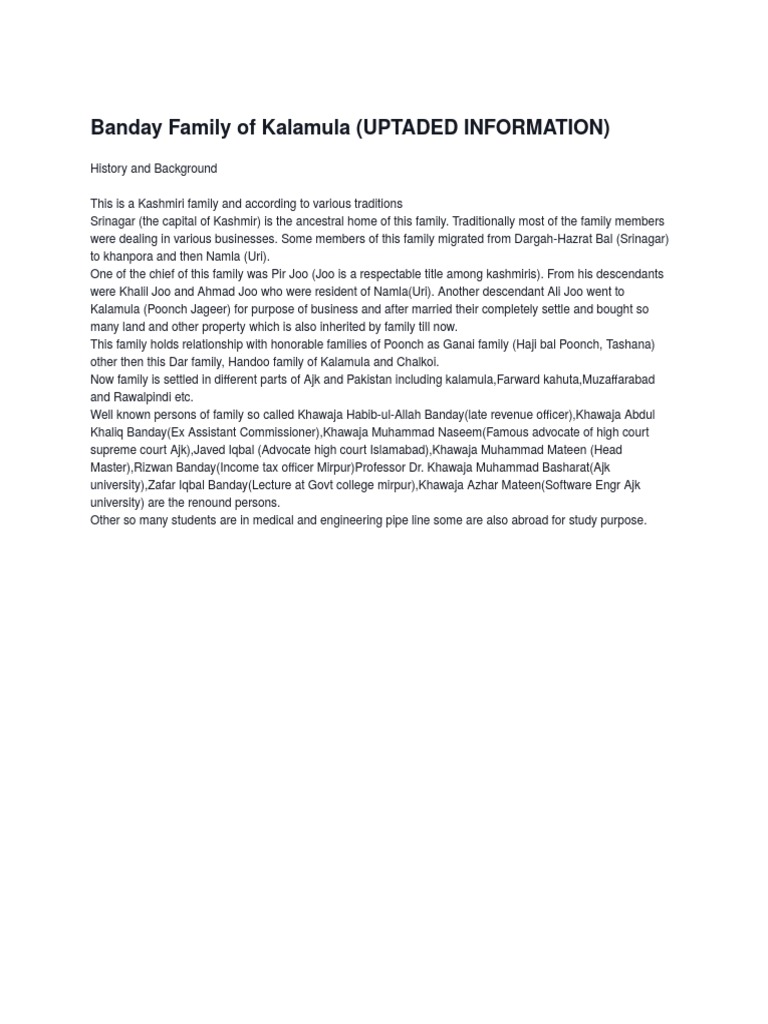 Banday Family of Kalamula (UPTADED INFORMATION)
History and Background
This is a Kashmiri family and according to various traditions
Srinagar (the capital of Kashmir) is the ancestral home of this family. Traditionally most of the family members
were dealing in various businesses. Some members of this family migrated from Dargah-Hazrat Bal (Srinagar)
to khanpora and then Namla (Uri).
One of the chief of this family was Pir Joo (Joo is a respectable title among kashmiris). From his descendants
were Khalil Joo and Ahmad Joo who were resident of Namla(Uri). Another descendant Ali Joo went to
Kalamula (Poonch Jageer) for purpose of business and after married their completely settle and bought so
many land and other property which is also inherited by family till now.
This family holds relationship with honorable families of Poonch as Ganai family (Haji bal Poonch, Tashana)
other then this Dar family, Handoo family of Kalamula and Chalkoi.
Now family is settled in different parts of Ajk and Pakistan including kalamula,Farward kahuta,Muzaffarabad
and Rawalpindi etc.
Well known persons of family so called Khawaja Habib-ul-Allah Banday(late revenue officer),Khawaja Abdul
Khaliq Banday(Ex Assistant Commissioner),Khawaja Muhammad Naseem(Famous advocate of high court
supreme court Ajk),Javed Iqbal (Advocate high court Islamabad),Khawaja Muhammad Mateen (Head
Master),Rizwan Banday(Income tax officer Mirpur)Professor Dr. Khawaja Muhammad Basharat(Ajk
university),Zafar Iqbal Banday(Lecture at Govt college mirpur),Khawaja Azhar Mateen(Software Engr Ajk
university) are the renound persons.
Other so many students are in medical and engineering pipe line some are also abroad for study purpose.